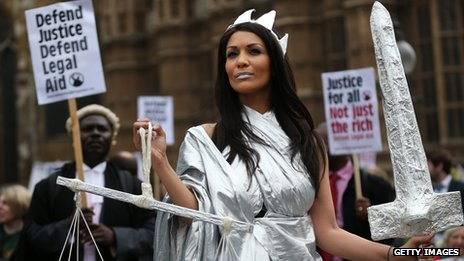 Defend
Justice
Defend
Legal
Aid
Justice for all
Not just
the rich
GETTY IMAGES